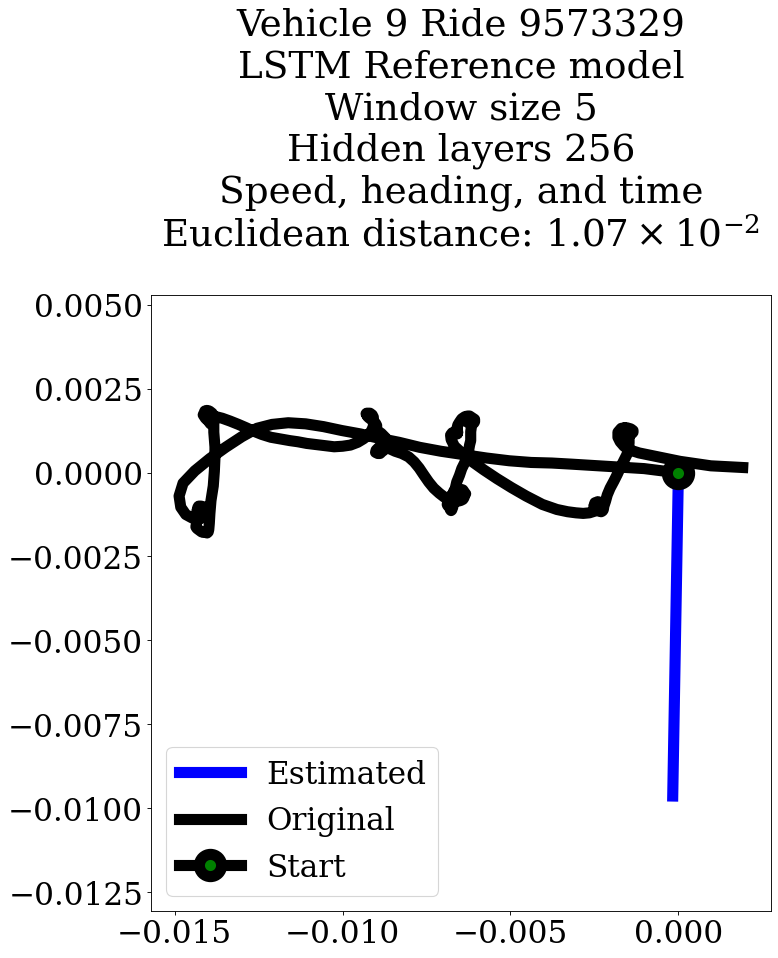 Vehicle 9 Ride 9573329
LSTM Reference model
Window size 5
Hidden layers 256
Speed, heading, and time
Euclidean distance: 1.07 × 10⁻²
0.0050
0.0025
0.0000
−0.0025
−0.0050
−0.0075
−0.0100
−0.0125
Estimated
Original
Start
−0.015 −0.010 −0.005 0.000